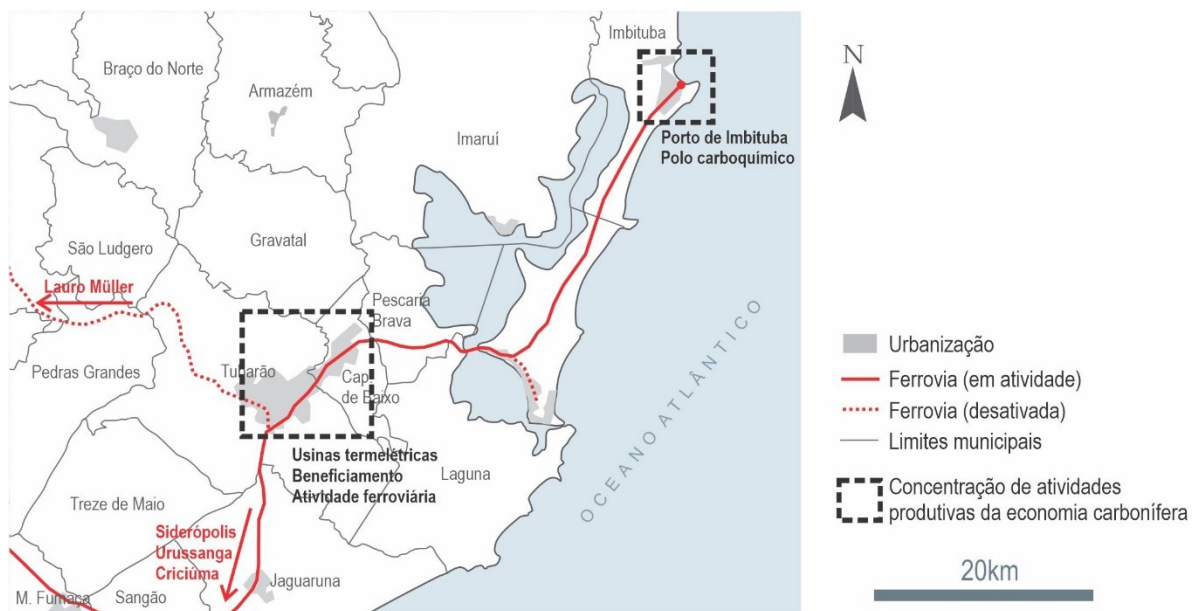 Imbituba
Braço do Norte
Armazém
Imaruí
Porto de Imbituba
Polo carboquímico
São Ludgero
Gravatal
Lauro Müller
Pescaria
Brava
Pedras Grandes
Tubarão
Cap.
de Baixo
Usinas termelétricas
Beneficiamento
Atividade ferroviária
Laguna
OCEANO ATLÂNTICO
Treze de Maio
Siderópolis
Urussanga
Criciúma
Jaguaruna
M. Fumaça
Sangão
N
Urbanização
Ferrovia (em atividade)
Ferrovia (desativada)
Limites municipais
Concentração de atividades
produtivas da economia carbonífera
20km